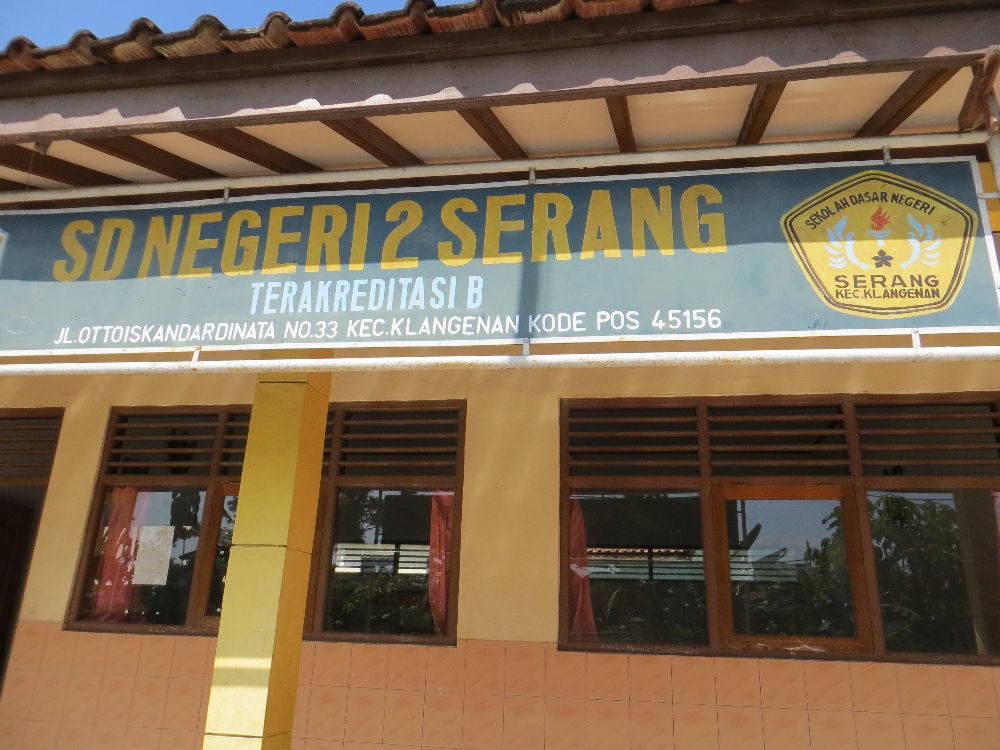 SD NEGERI 2 SERANG
TERAKREDITASI B
JL.OTTOISKANDARDINATA NO.33 KEC.KLANGENAN KODE POS 45156
SEKOLAH DASAR NEGERI
SERANG
KEC.KLANGENAN